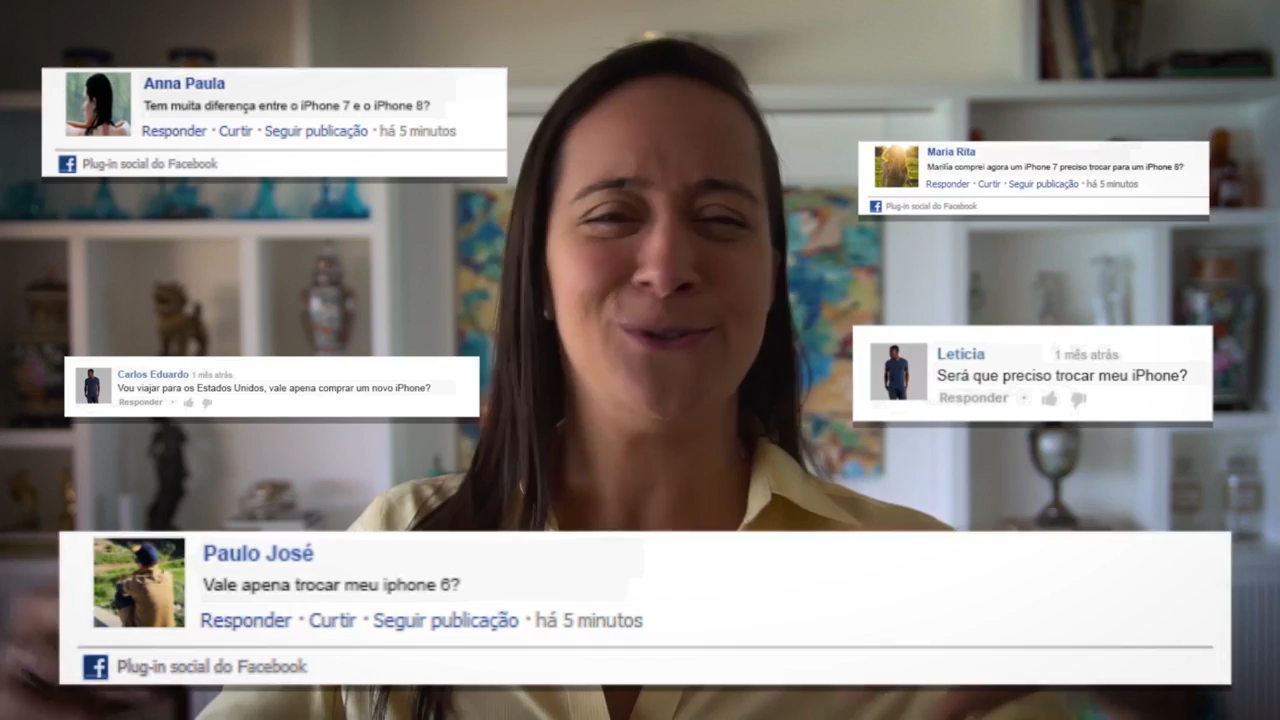 Anna Paula
Tem muita diferença entre o iPhone 7 e o iPhone 8?
Responder · Curtir · Seguir publicação · há 5 minutos
Plug-in social do Facebook
Maria Rita
Marilia comprei agora um iPhone 7 preciso trocar para um iPhone 8?
Responder · Curtir · Seguir publicação · há 5 minutos
Plug-in social do Facebook
Carlos Eduardo 1 mês atrás
Vou viajar para os Estados Unidos, vale apena comprar um novo iPhone?
Responder ·
Leticia 1 mês atrás
Será que preciso trocar meu iPhone?
Responder ·
Paulo José
Vale apena trocar meu iphone 6?
Responder · Curtir · Seguir publicação · há 5 minutos
Plug-in social do Facebook